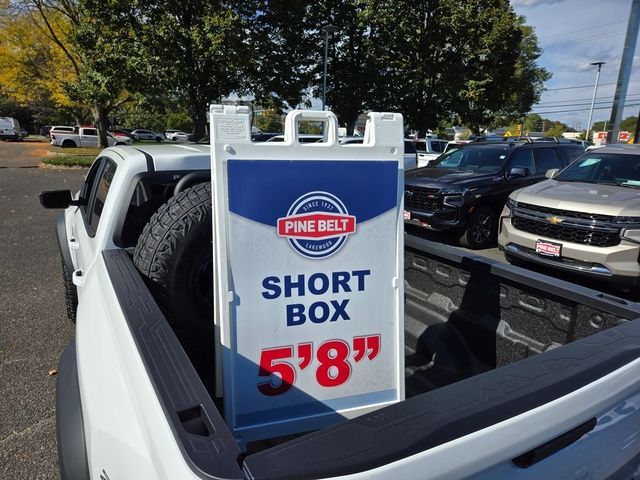 SINCE 1937
PINE BELT
LAKEWOOD
SHORT
BOX
5'8"